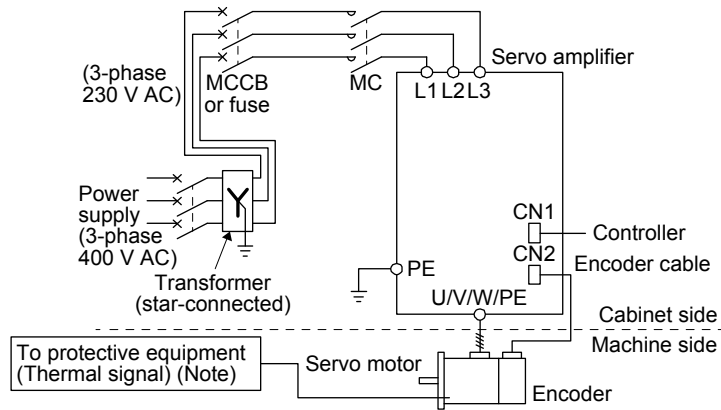 (3-phase
230 V AC)
MCCB
or fuse
MC
Servo amplifier
L1 L2 L3
Power
supply
(3-phase
400 V AC)
Transformer
(star-connected)
PE
CN1
Controller
CN2
Encoder cable
U/V/W/PE
Cabinet side
Machine side
To protective equipment
(Thermal signal) (Note)
Servo motor
Encoder